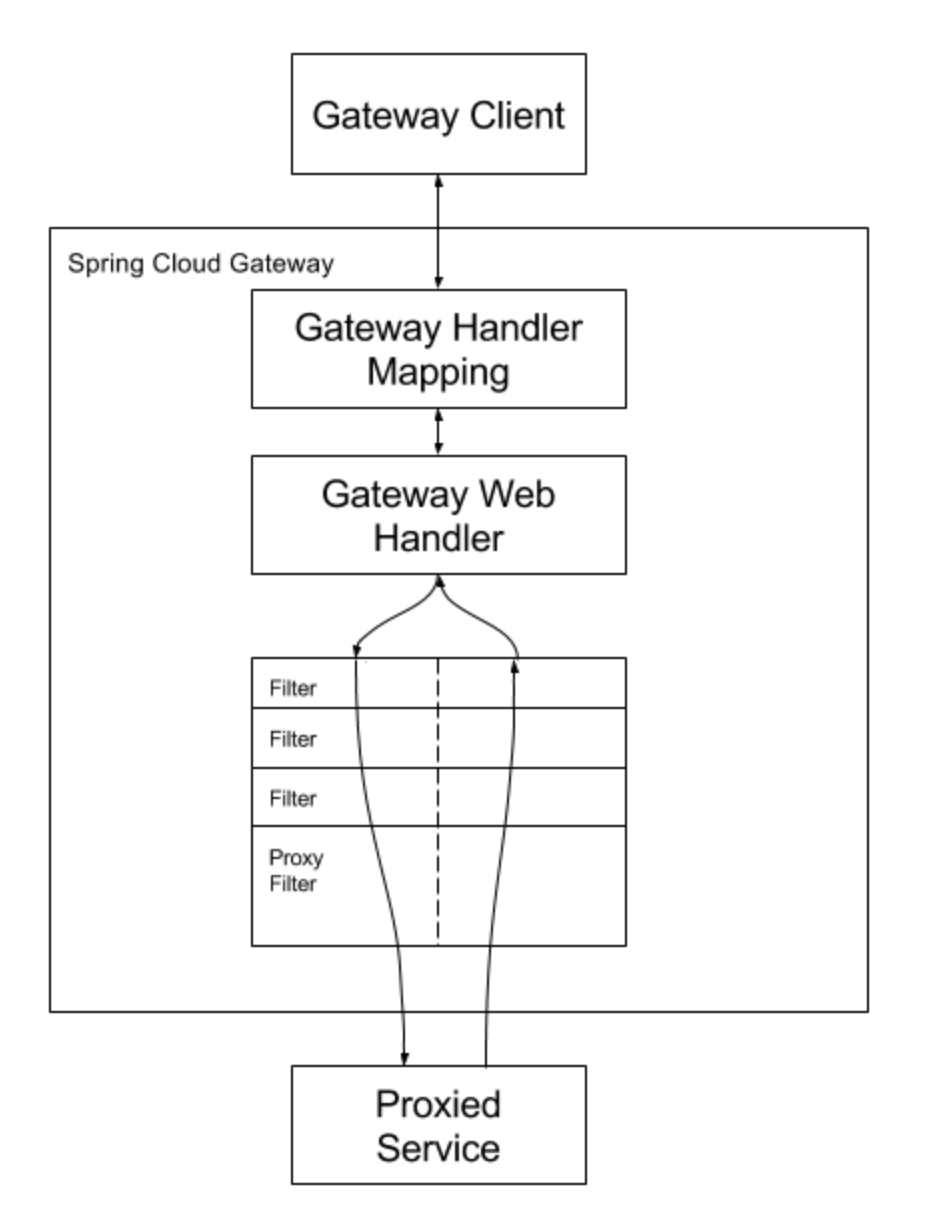 Gateway Client
Spring Cloud Gateway
Gateway Handler
Mapping
Gateway Web
Handler
Filter
Filter
Filter
Proxy
Filter
Proxied
Service